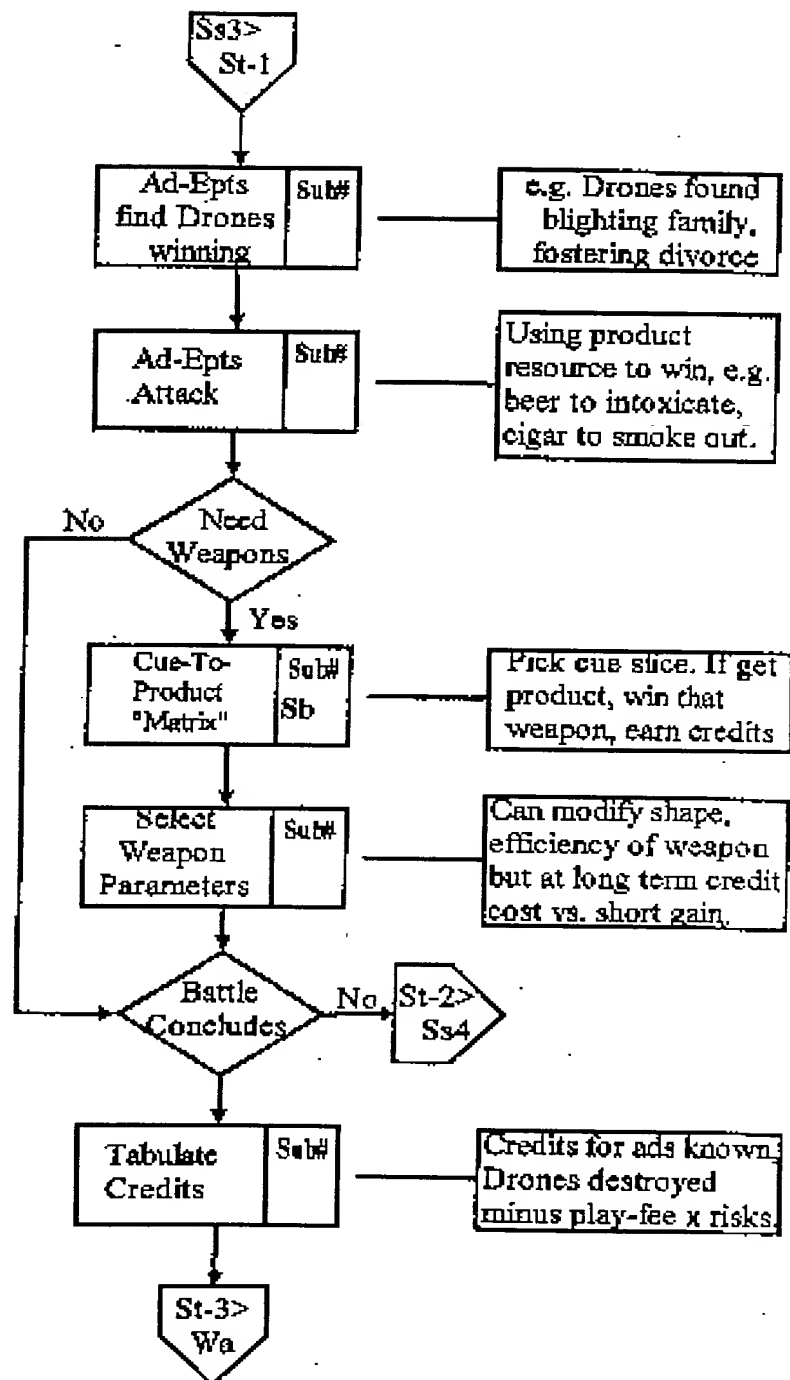 Ss3>
St-1
Ad-Epts
find Drones
winning
Sub#
e.g. Drones found
blighting family,
fostering divorce
Ad-Epts
Attack
Sub#
Using product
resource to win, e.g.
beer to intoxicate,
cigar to smoke out.
No
Need
Weapons
Yes
Cue-To-
Product
"Matrix"
Sub#
Sb
Pick cue slice. If get
product, win that
weapon, earn credits
Select
Weapon
Parameters
Sub#
Can modify shape,
efficiency of weapon
but at long term credit
cost vs. short gain.
Battle
Concludes
No
St-2>
Ss4
Tabulate
Credits
Sub#
Credits for ads known;
Drones destroyed
minus play-fee x risks.
St-3>
Wa